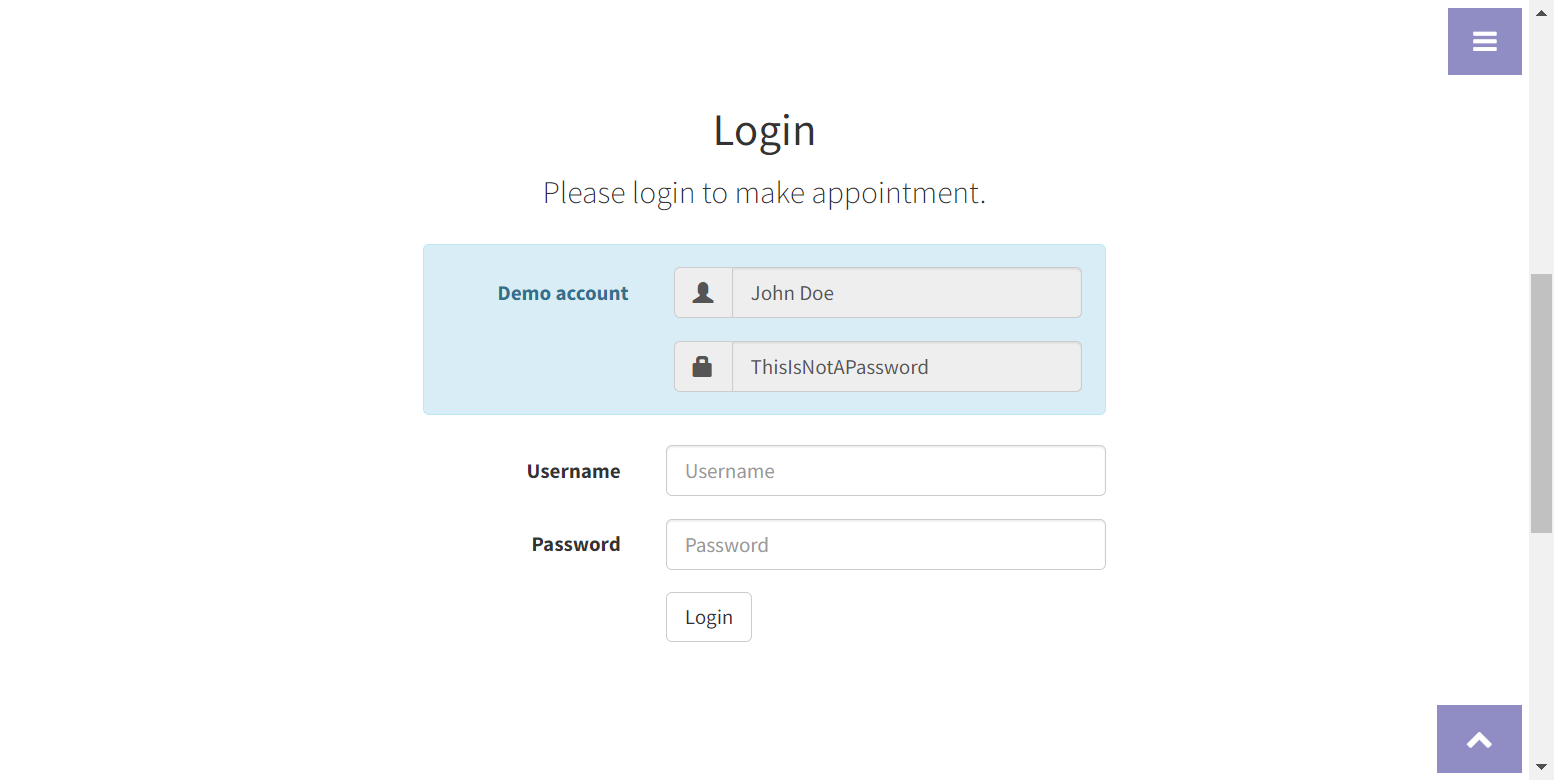 Login
Please login to make appointment.
Demo account
John Doe
ThisIsNotAPassword
Username
Username
Password
Password
Login